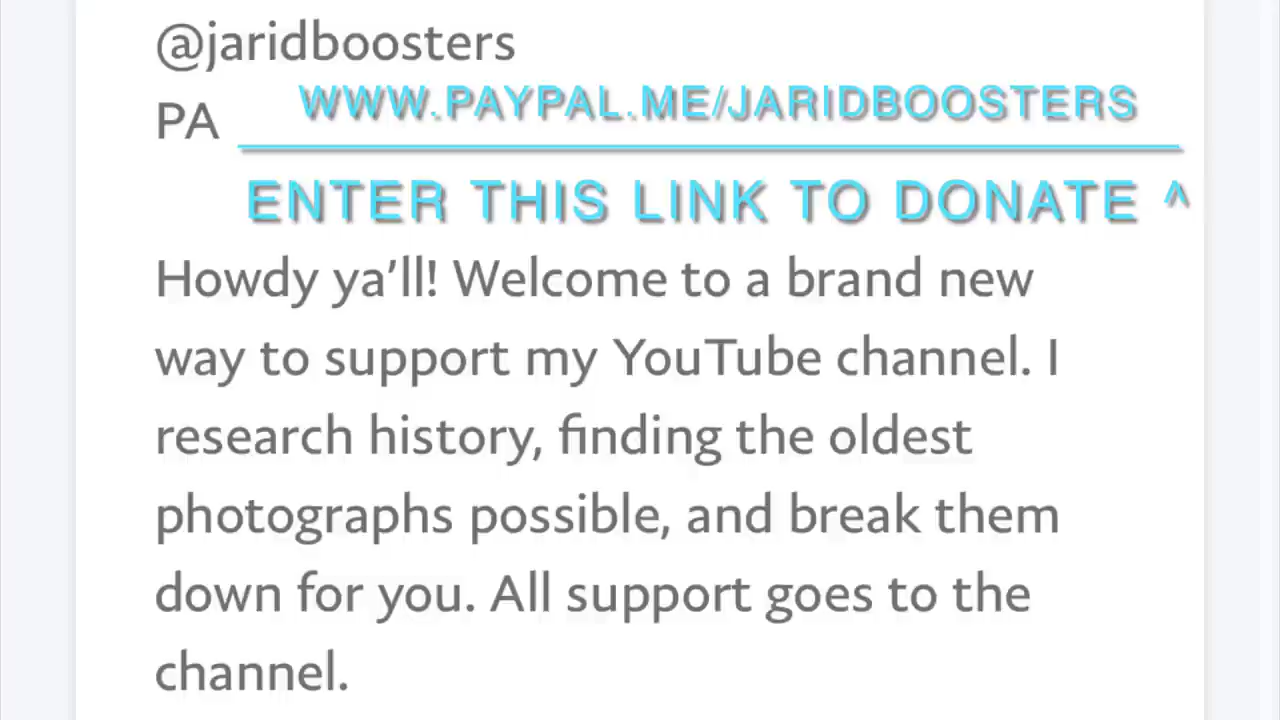 @jaridboosters
WWW.PAYPAL.ME/JARIDBOOSTERS
PA
ENTER THIS LINK TO DONATE ^
Howdy ya’ll! Welcome to a brand new
way to support my YouTube channel. I
research history, finding the oldest
photographs possible, and break them
down for you. All support goes to the
channel.